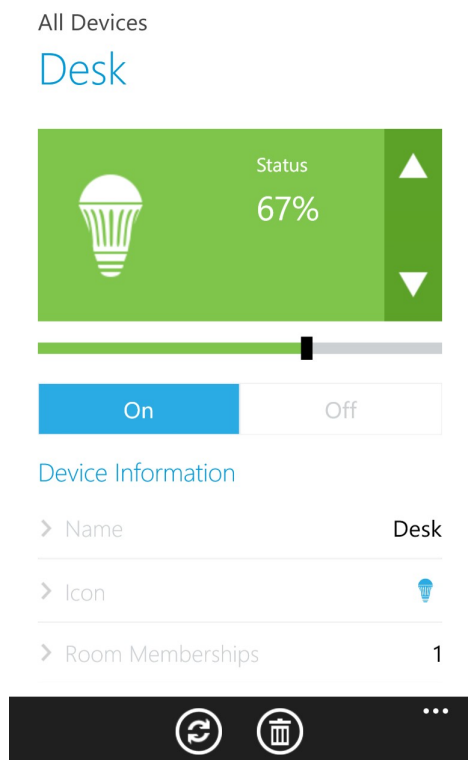 All Devices
Desk
Status
67%
On Off
Device Information
Name Desk
Icon
Room Memberships 1